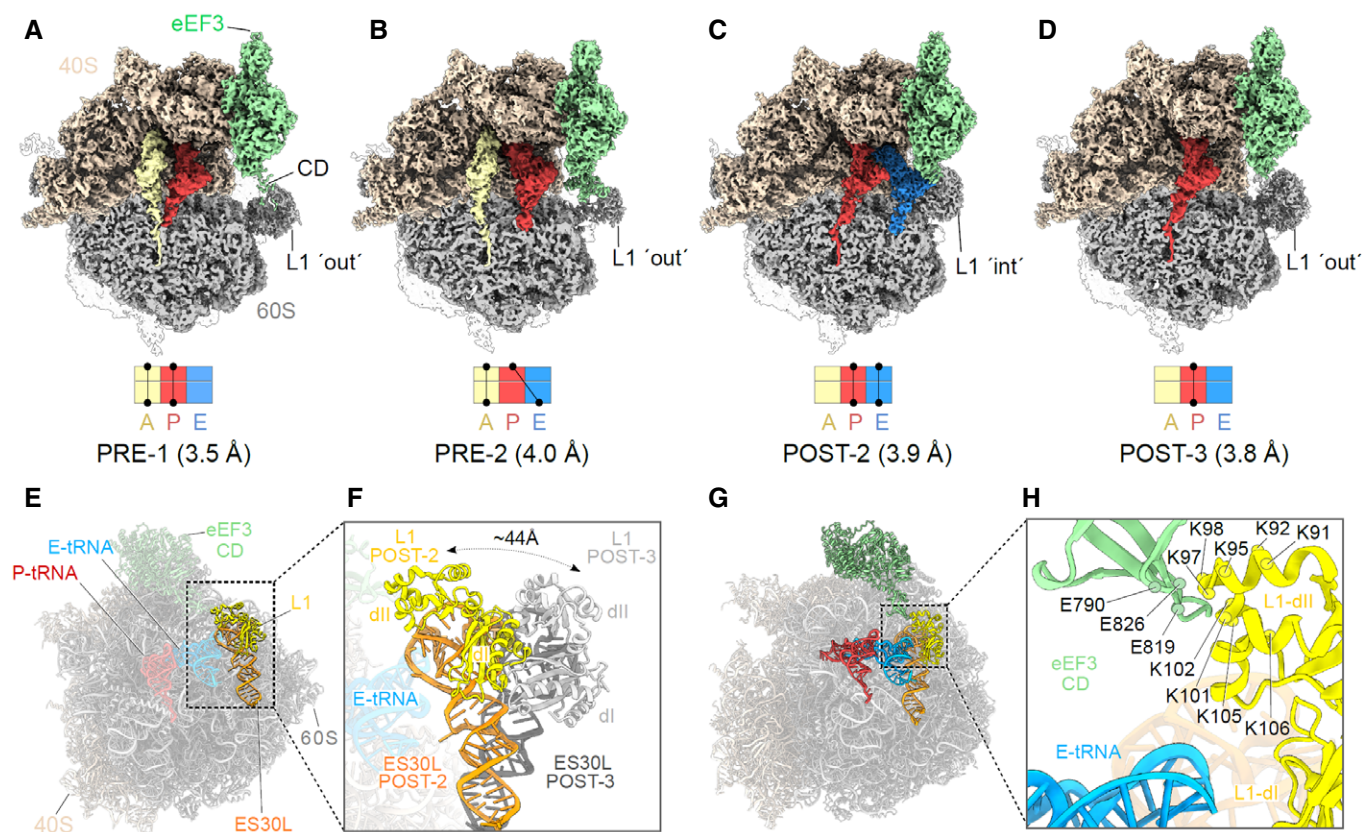 A
eEF3
B
C
D
40S
CD
L1 ´out´
L1 ´out´
L1 ´int´
L1 ´out´
60S
A P E
A P E
A P E
A P E
PRE-1 (3.5 Å)
PRE-2 (4.0 Å)
POST-2 (3.9 Å)
POST-3 (3.8 Å)
E
eEF3
CD
E-tRNA
P-tRNA
L1
60S
40S
ES30L
F
L1
POST-2
~44Å
L1
POST-3
dII
dII
dI
dI
E-tRNA
ES30L
POST-2
ES30L
POST-3
G
H
K98
K92
K91
K97
K95
E790
L1-dII
E826
E819
eEF3
CD
K102
K101
K105
K106
E-tRNA
L1-dI